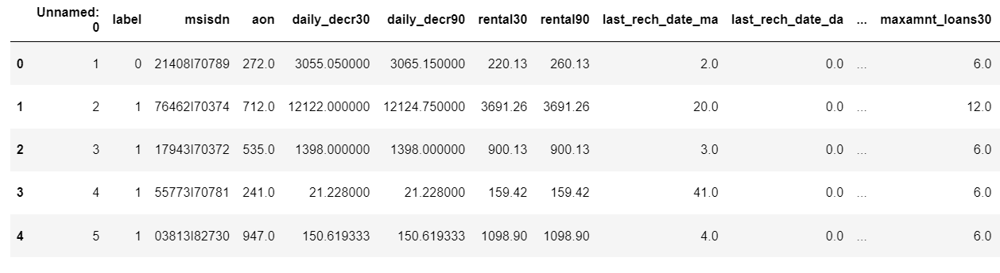 Unnamed: 0 label msisdn aon daily_decr30 daily_decr90 rental30 rental90 last_rech_date_ma last_rech_date_da ... maxamnt_loans30
0 1 0 21408I70789 272.0 3055.050000 3065.150000 220.13 260.13 2.0 0.0 ... 6.0
1 2 1 76462I70374 712.0 12122.000000 12124.750000 3691.26 3691.26 20.0 0.0 ... 12.0
2 3 1 17943I70372 535.0 1398.000000 1398.000000 900.13 900.13 3.0 0.0 ... 6.0
3 4 1 55773I70781 241.0 21.228000 21.228000 159.42 159.42 41.0 0.0 ... 6.0
4 5 1 03813I82730 947.0 150.619333 150.619333 1098.90 1098.90 4.0 0.0 ... 6.0